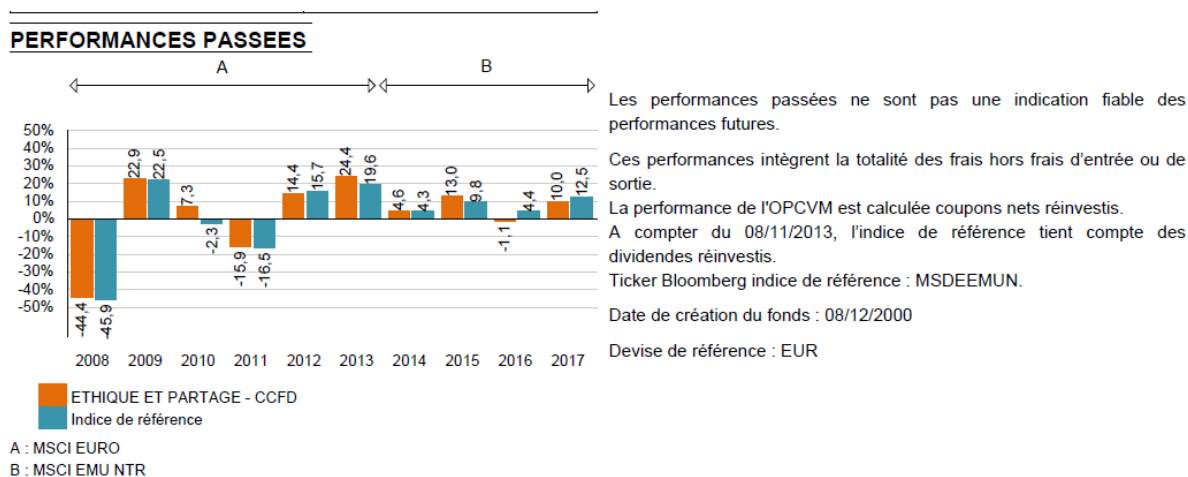 PERFORMANCES PASSEES
A
B
50%
40%
30%
20%
10%
0%
-10%
-20%
-30%
-40%
-50%
-44,4
-45,9
22,9
22,5
7,3
-2,3
-15,9
-16,5
14,4
15,7
24,4
19,6
4,6
4,3
13,0
9,8
-1,1
4,4
10,0
12,5
2008 2009 2010 2011 2012 2013 2014 2015 2016 2017
ETHIQUE ET PARTAGE - CCFD
Indice de référence
A : MSCI EURO
B : MSCI EMU NTR
Les performances passées ne sont pas une indication fiable des
performances futures.
Ces performances intègrent la totalité des frais hors frais d’entrée ou de
sortie.
La performance de l'OPCVM est calculée coupons nets réinvestis.
A compter du 08/11/2013, l’indice de référence tient compte des
dividendes réinvestis.
Ticker Bloomberg indice de référence : MSDEEMUN.
Date de création du fonds : 08/12/2000
Devise de référence : EUR